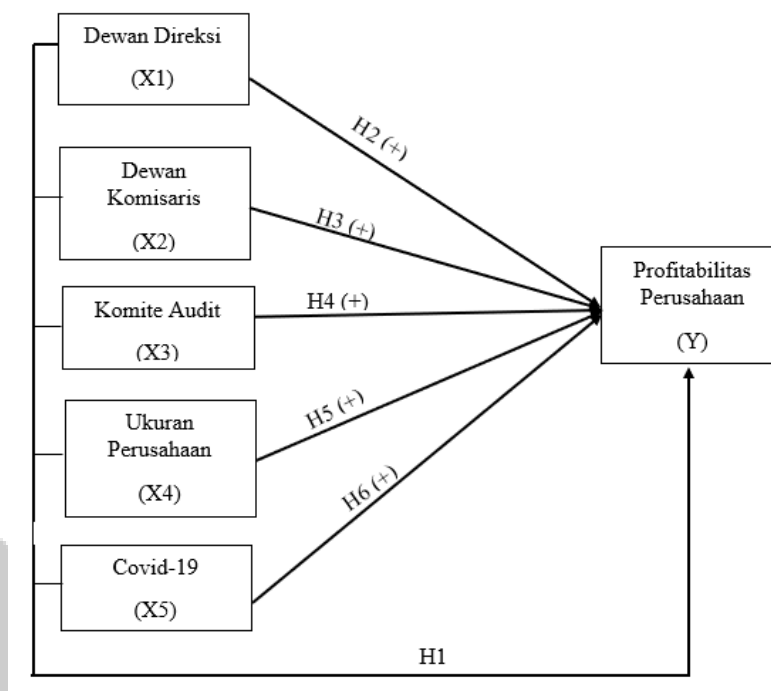 Dewan Direksi
(X1)
H2 (+)
Dewan
Komisaris
(X2)
H3 (+)
Komite Audit
(X3)
H4 (+)
Profitabilitas
Perusahaan
(Y)
Ukuran
Perusahaan
(X4)
H5 (+)
H6 (+)
Covid-19
(X5)
H1